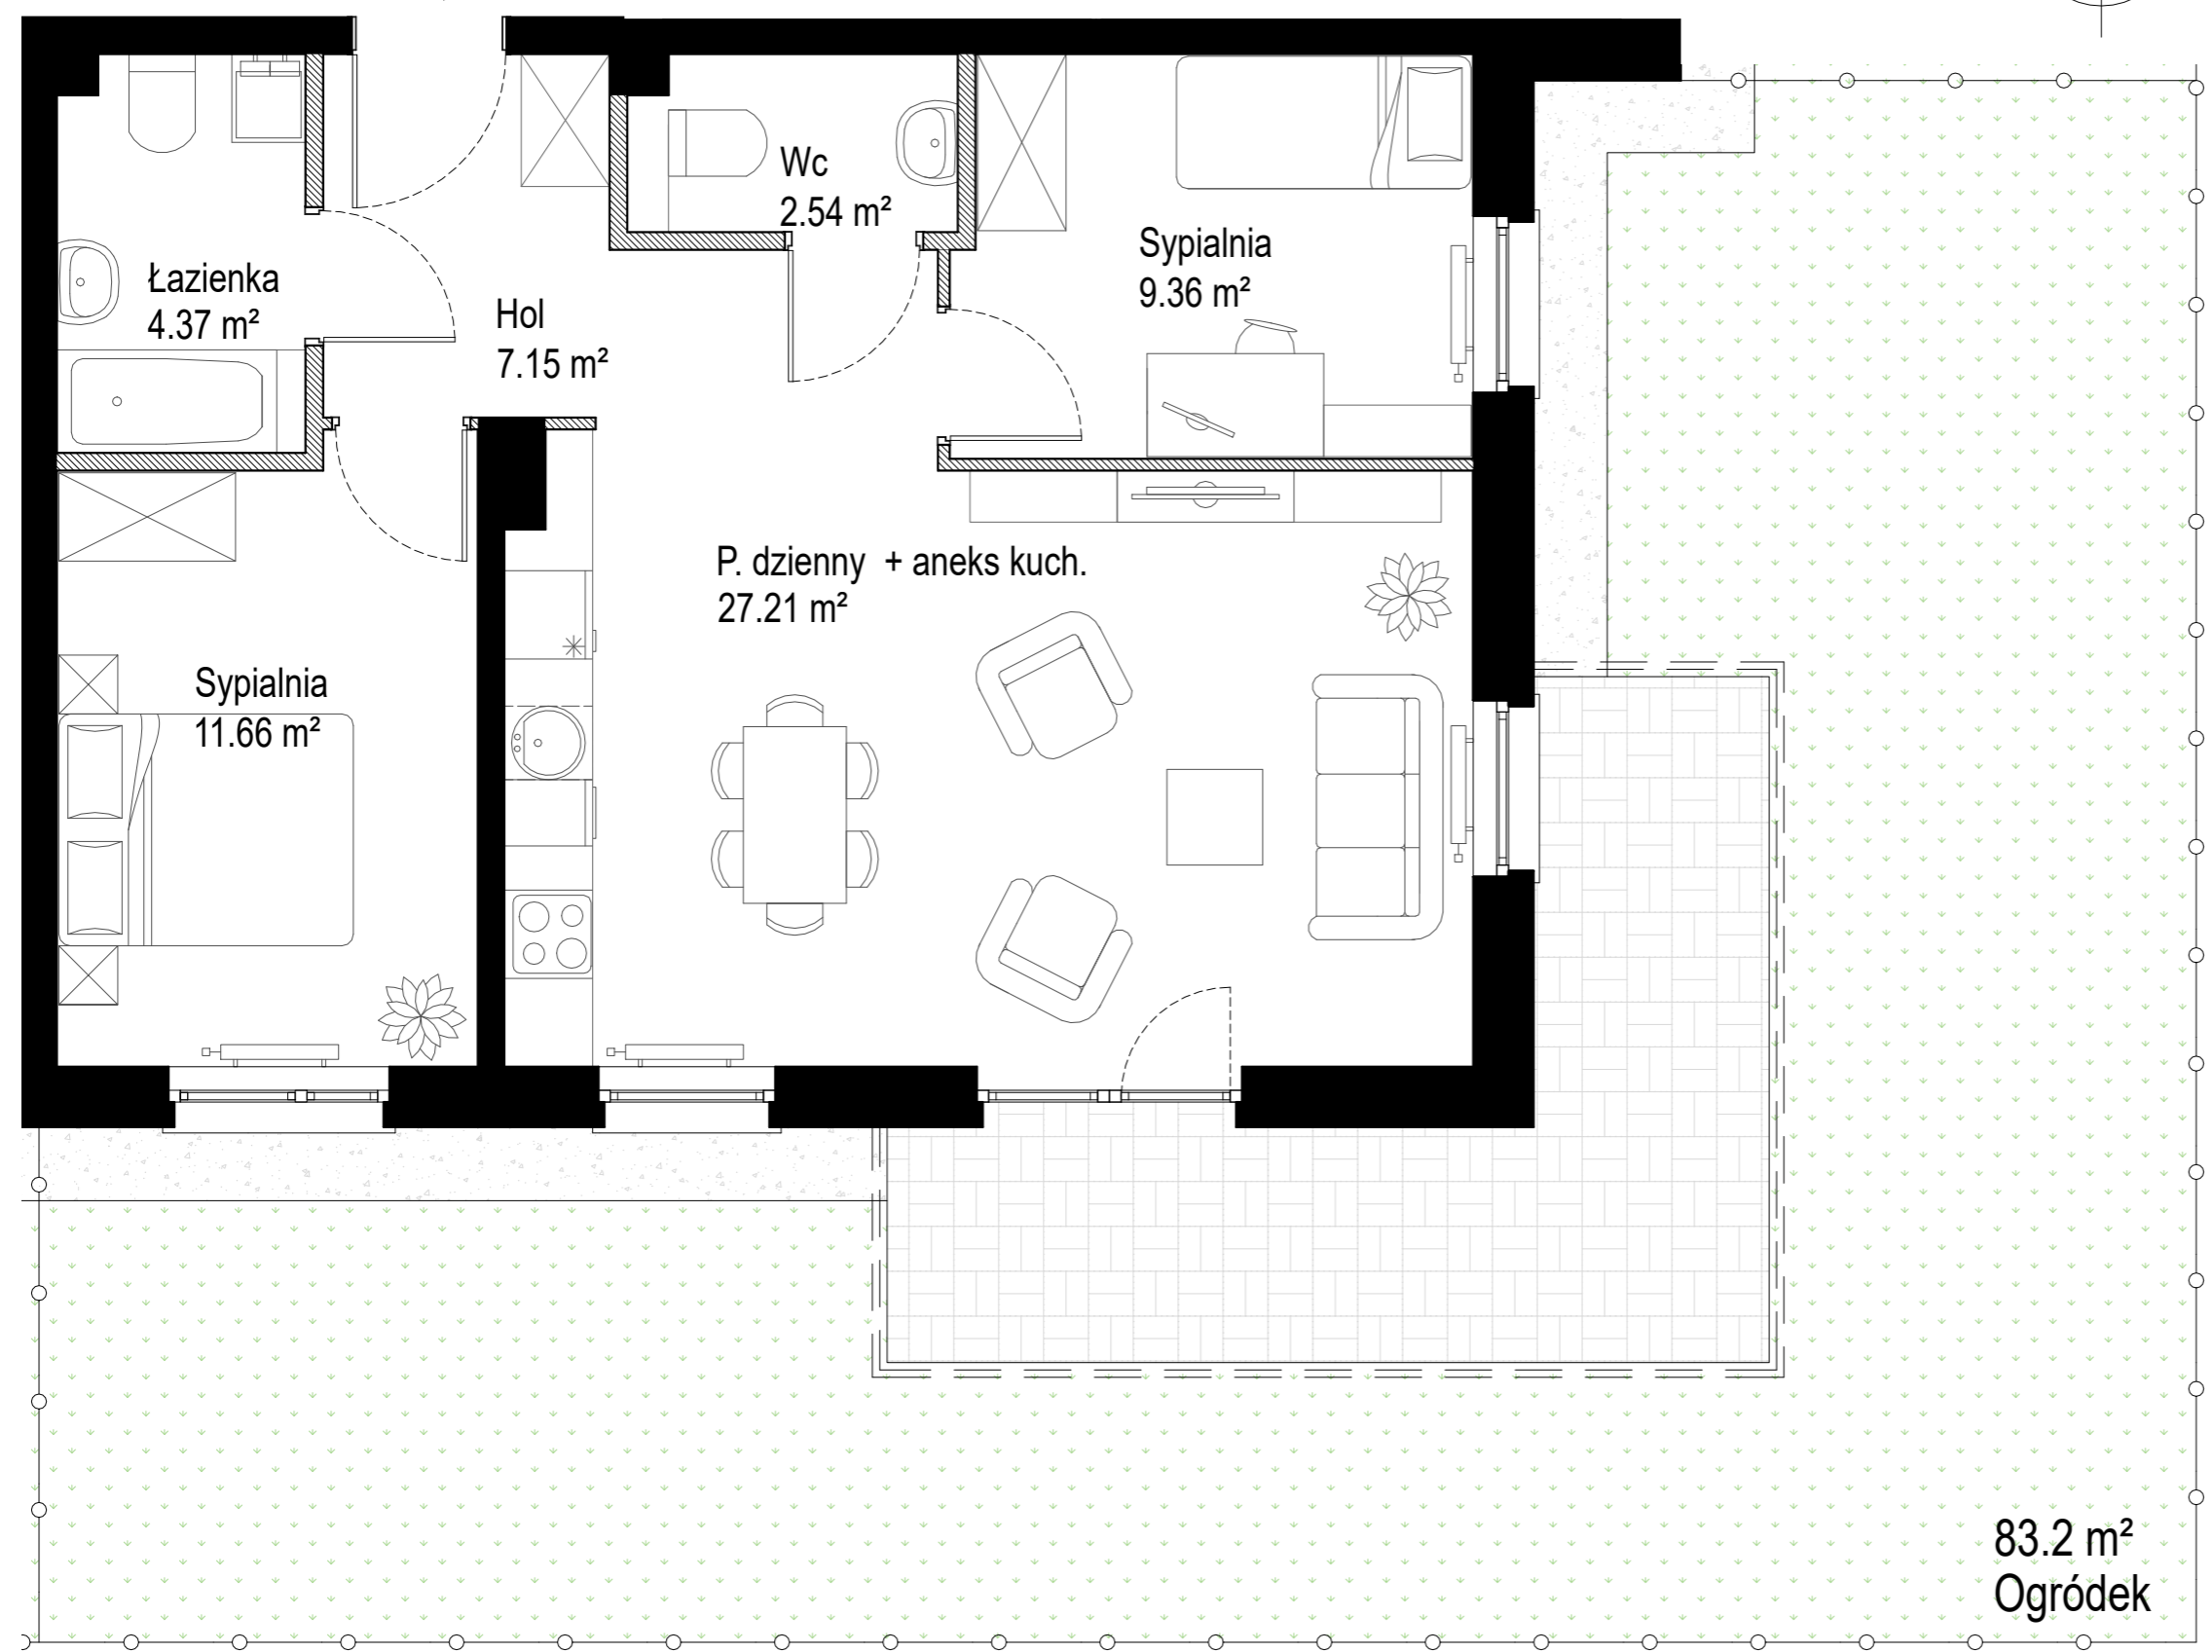 Wc
2.54 m²
Sypialnia
9.36 m²
Łazienka
4.37 m²
Hol
7.15 m²
P. dzienny + aneks kuch.
27.21 m²
Sypialnia
11.66 m²
83.2 m²
Ogródek